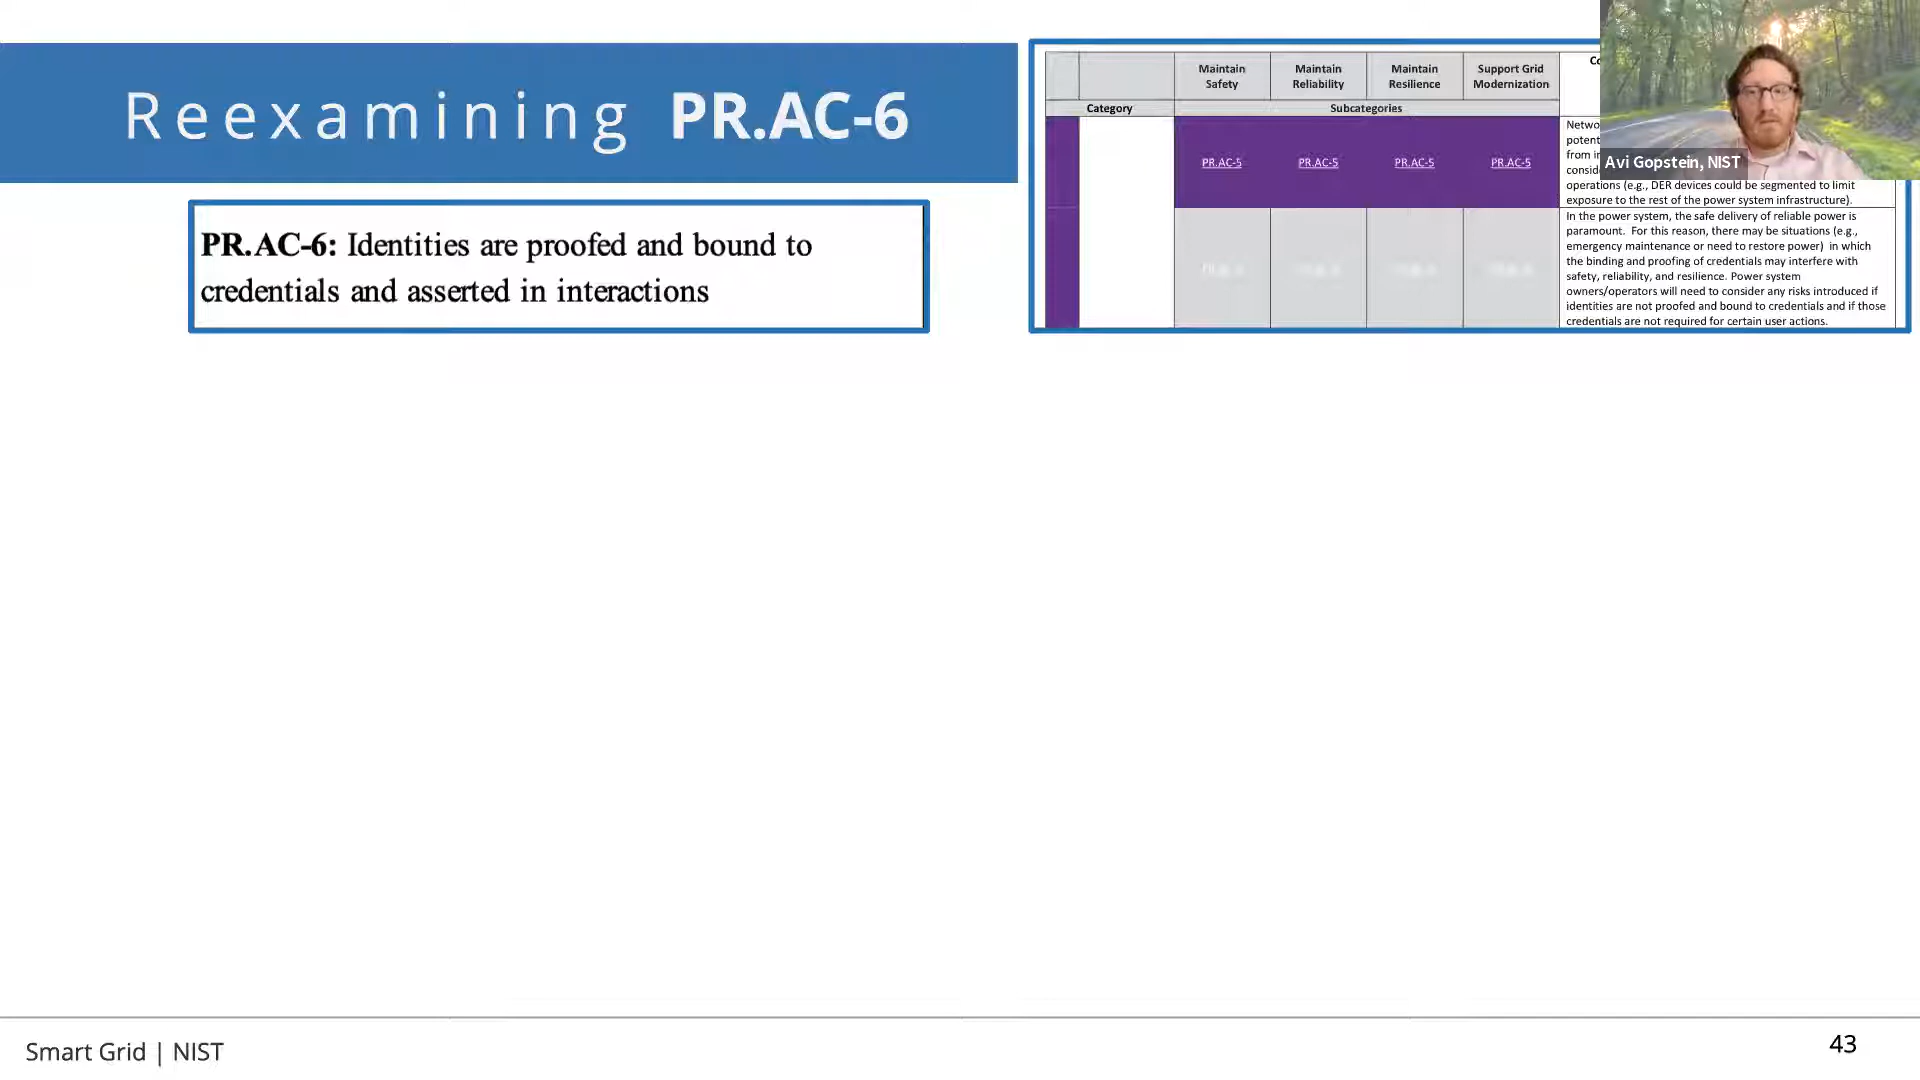 Reexamining PR.AC-6
PR.AC-6: Identities are proofed and bound to
credentials and asserted in interactions
Maintain
Safety
Maintain
Reliability
Maintain
Resilience
Support Grid
Modernization
Category
Subcategories
PR.AC-5 PR.AC-5 PR.AC-5 PR.AC-5
from
operations (e.g., DER devices could be segmented to limit
exposure to the rest of the power system infrastructure).
In the power system, the safe delivery of reliable power is
paramount. For this reason, there may be situations (e.g.,
emergency maintenance or need to restore power) in which
the binding and proofing of credentials may interfere with
safety, reliability, and resilience. Power system
owners/operators will need to consider any risks introduced if
identities are not proofed and bound to credentials and if those
credentials are not required for certain user actions.
Avi Gopstein, NIST
Smart Grid | NIST
43